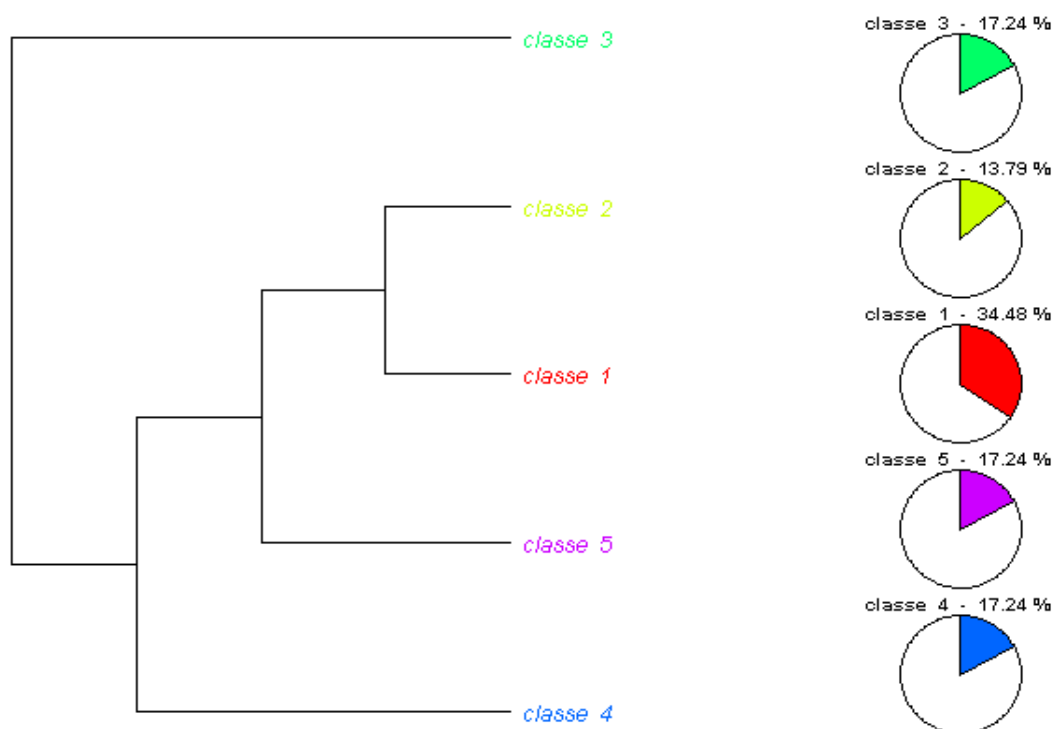 classe 3
classe 2
classe 1
classe 5
classe 4
classe 3 - 17.24 %
classe 2 - 13.79 %
classe 1 - 34.48 %
classe 5 - 17.24 %
classe 4 - 17.24 %